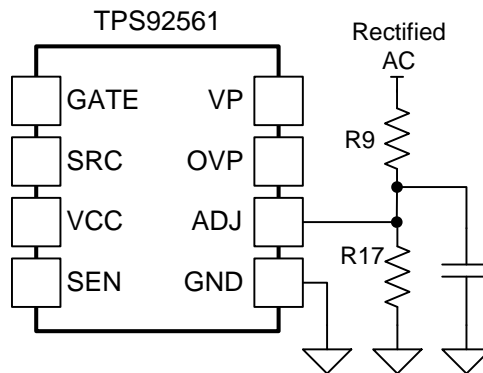 TPS92561
Rectified
AC
GATE VP
R9
SRC OVP
VCC ADJ
R17
SEN GND